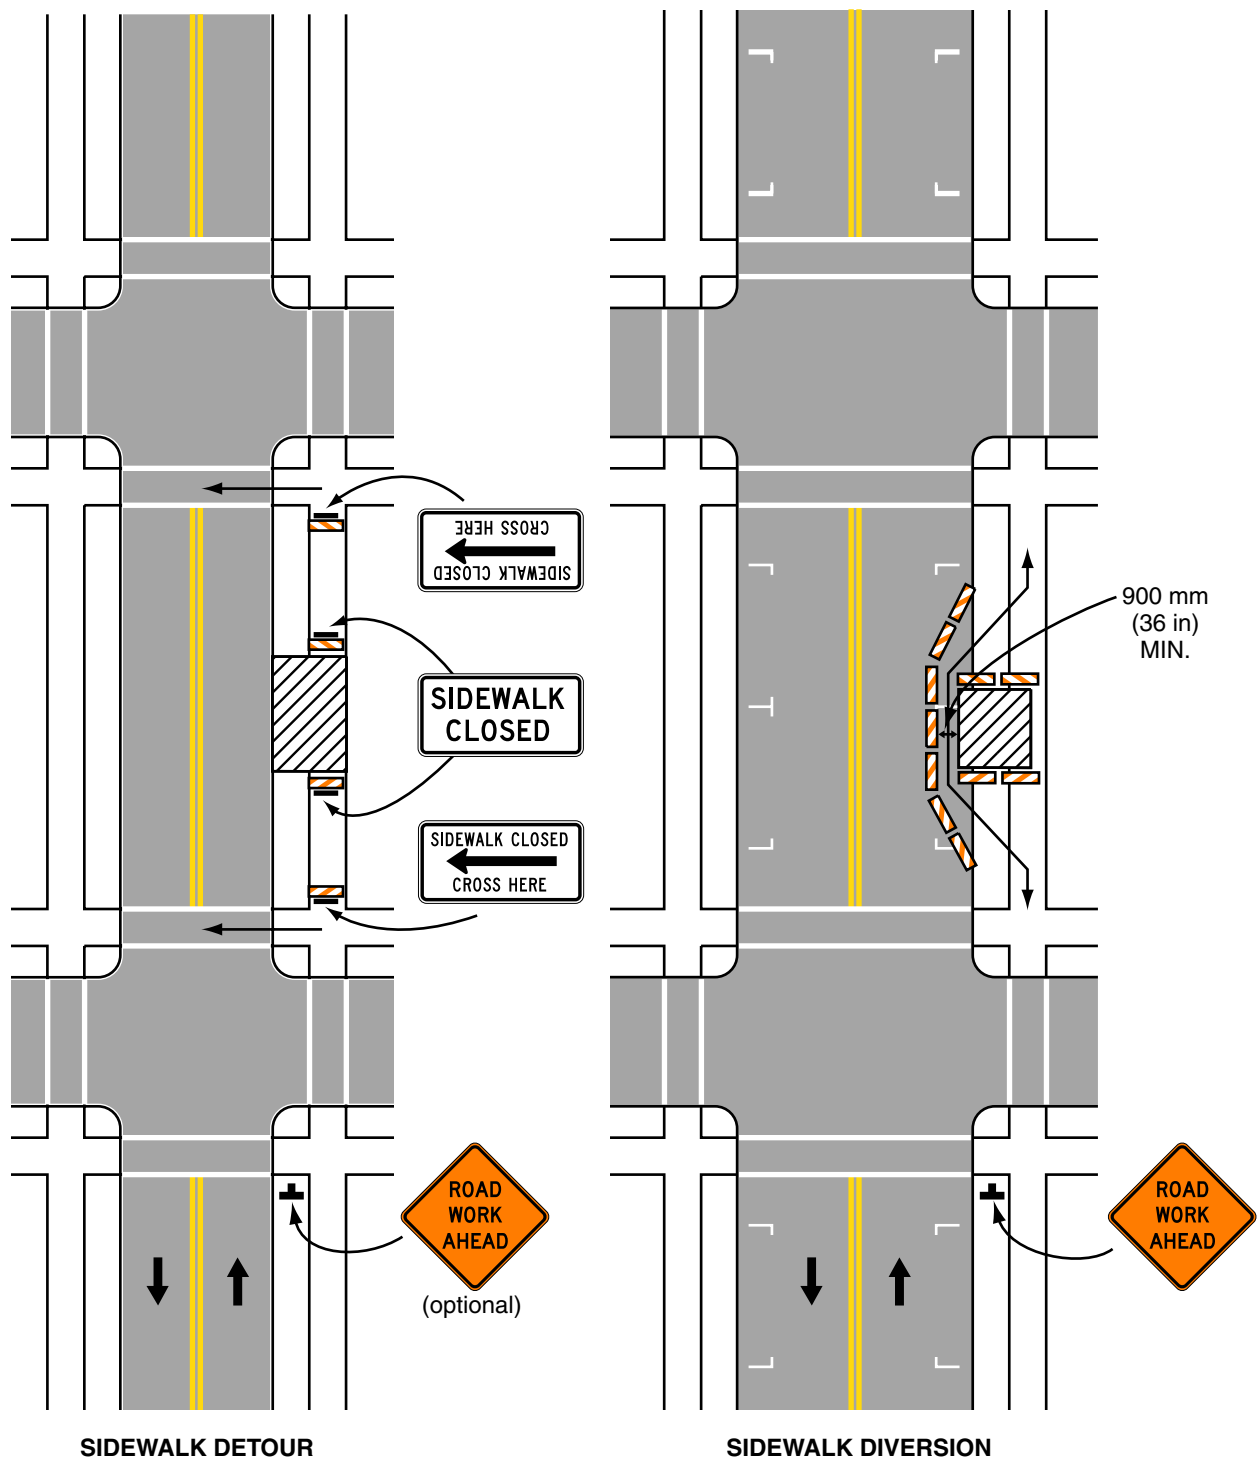 CROSS HERE
SIDEWALK CLOSED
SIDEWALK
CLOSED
SIDEWALK CLOSED
CROSS HERE
ROAD
WORK
AHEAD
(optional)
SIDEWALK DETOUR
900 mm
(36 in)
MIN.
ROAD
WORK
AHEAD
SIDEWALK DIVERSION